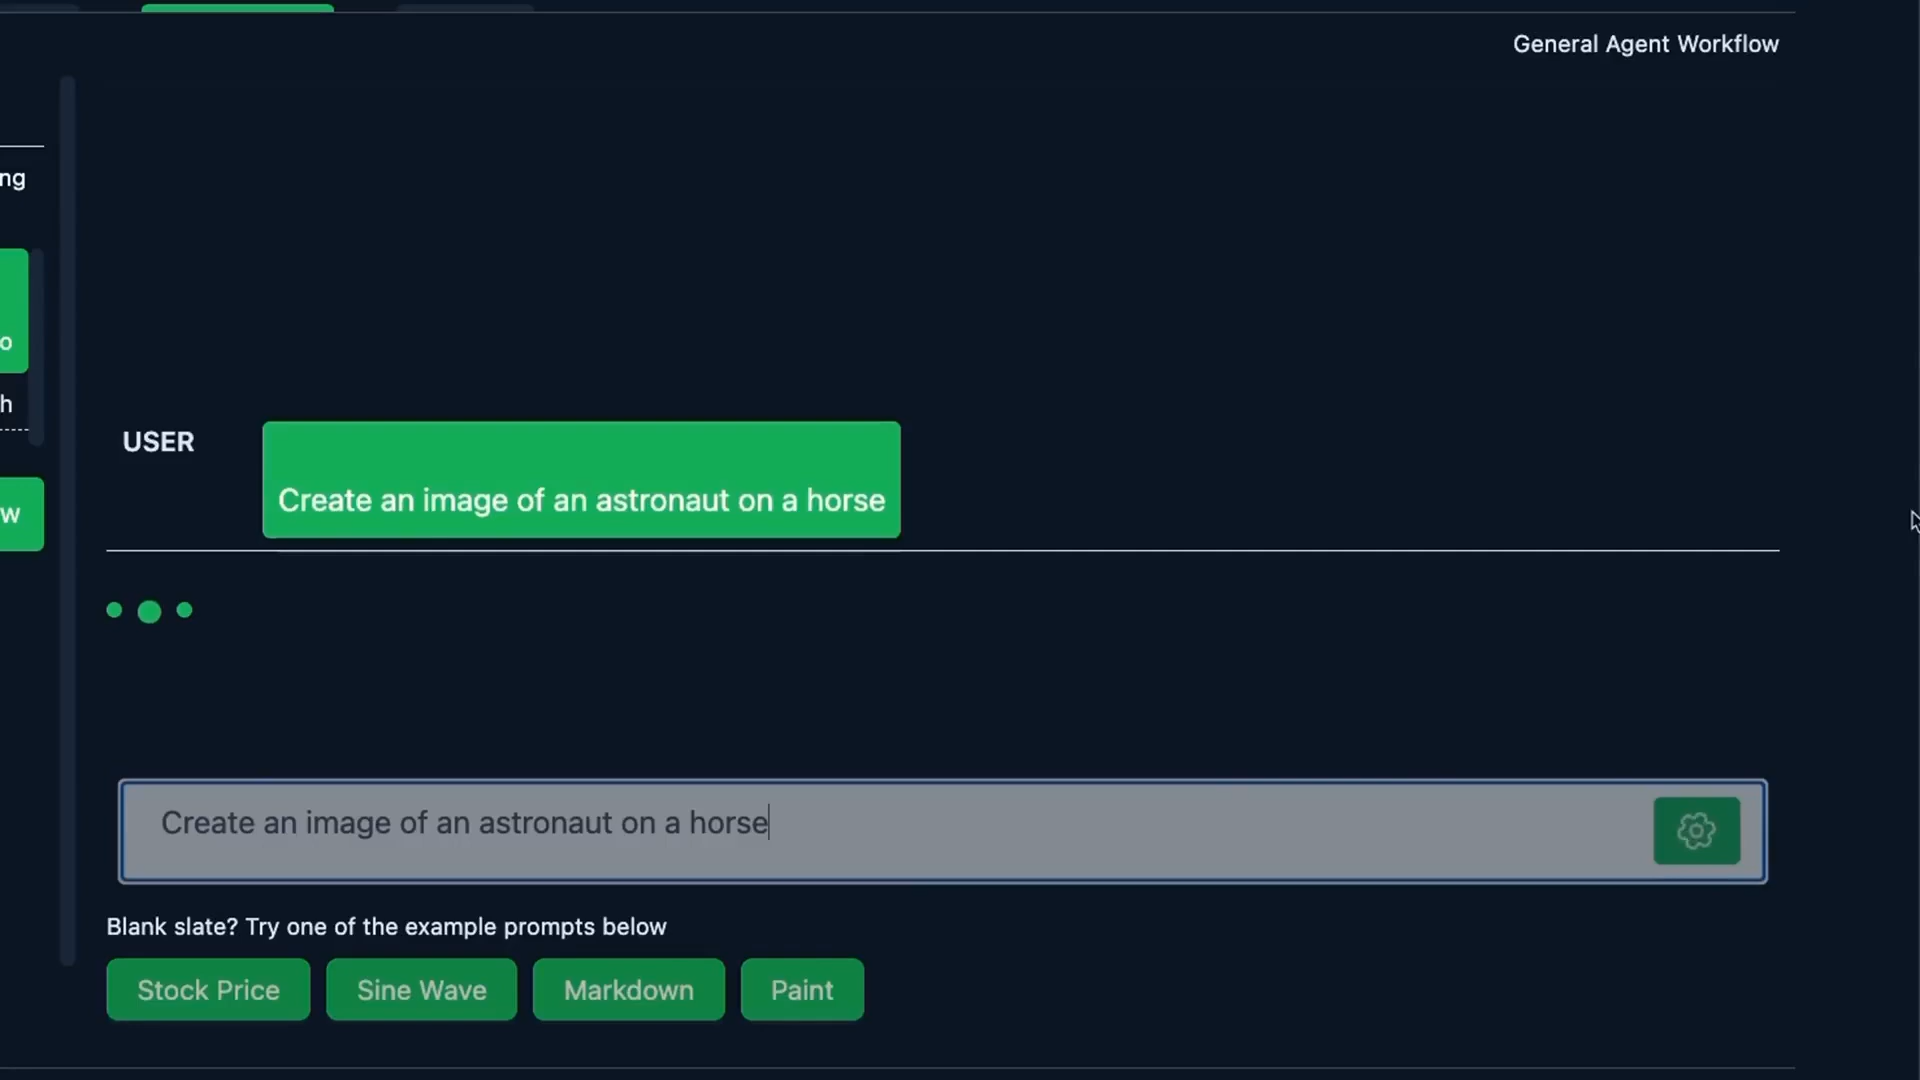 General Agent Workflow
ng
o
h
w
USER
Create an image of an astronaut on a horse
Create an image of an astronaut on a horse
Blank slate? Try one of the example prompts below
Stock Price Sine Wave Markdown Paint